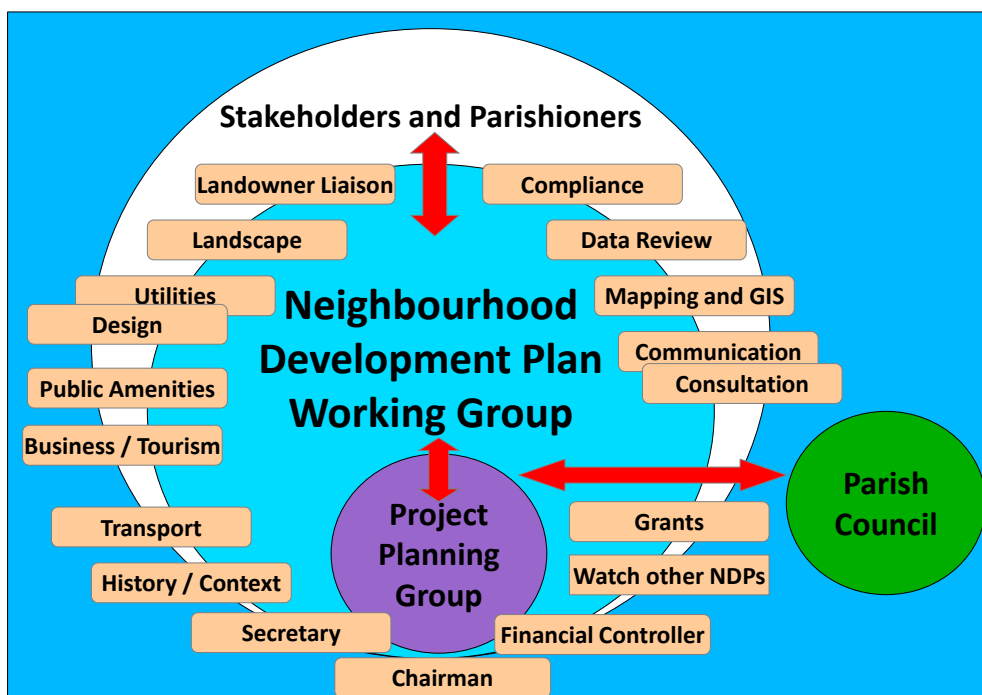 Stakeholders and Parishioners
Landowner Liaison
Compliance
Landscape
Data Review
Utilities
Mapping and GIS
Design
Neighbourhood
Development Plan
Working Group
Communication
Consultation
Public Amenities
Business / Tourism
Parish
Council
Project
Planning
Group
Transport
Grants
History / Context
Watch other NDPs
Secretary
Financial Controller
Chairman